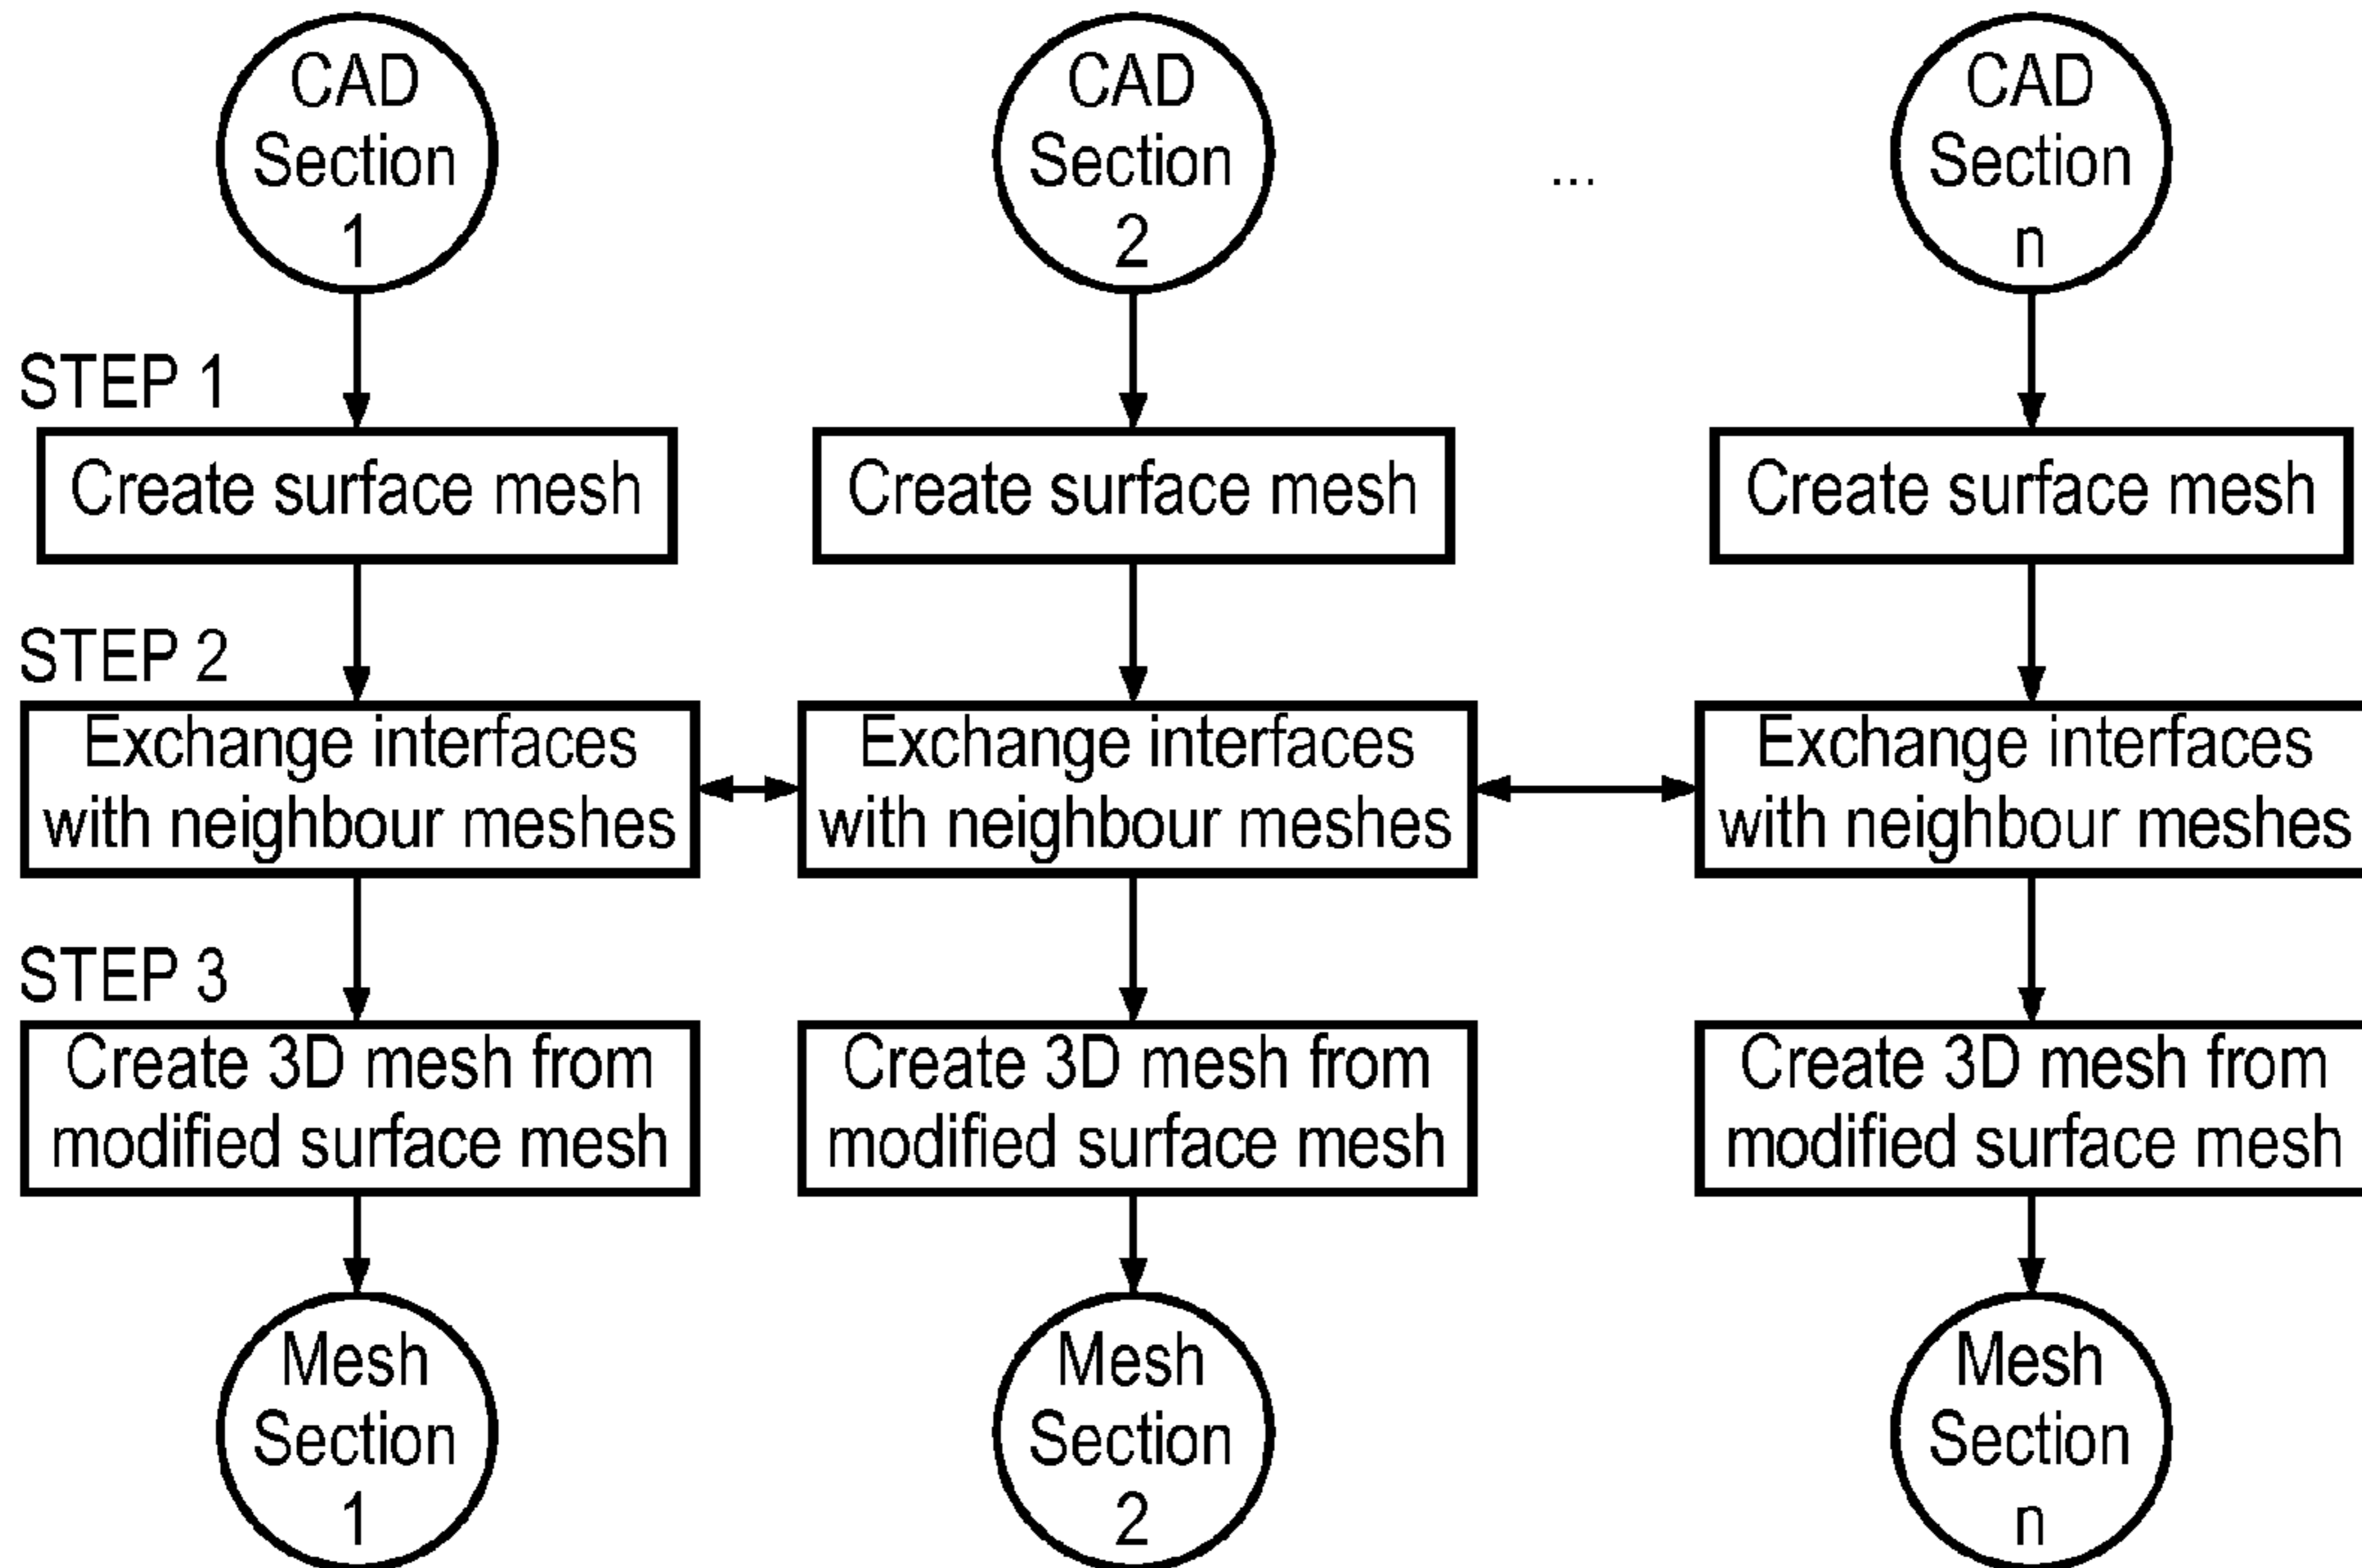 CAD
Section
1
CAD
Section
2
...
CAD
Section
n
STEP 1
Create surface mesh
Create surface mesh
Create surface mesh
STEP 2
Exchange interfaces
with neighbour meshes
Exchange interfaces
with neighbour meshes
Exchange interfaces
with neighbour meshes
STEP 3
Create 3D mesh from
modified surface mesh
Create 3D mesh from
modified surface mesh
Create 3D mesh from
modified surface mesh
Mesh
Section
1
Mesh
Section
2
Mesh
Section
n